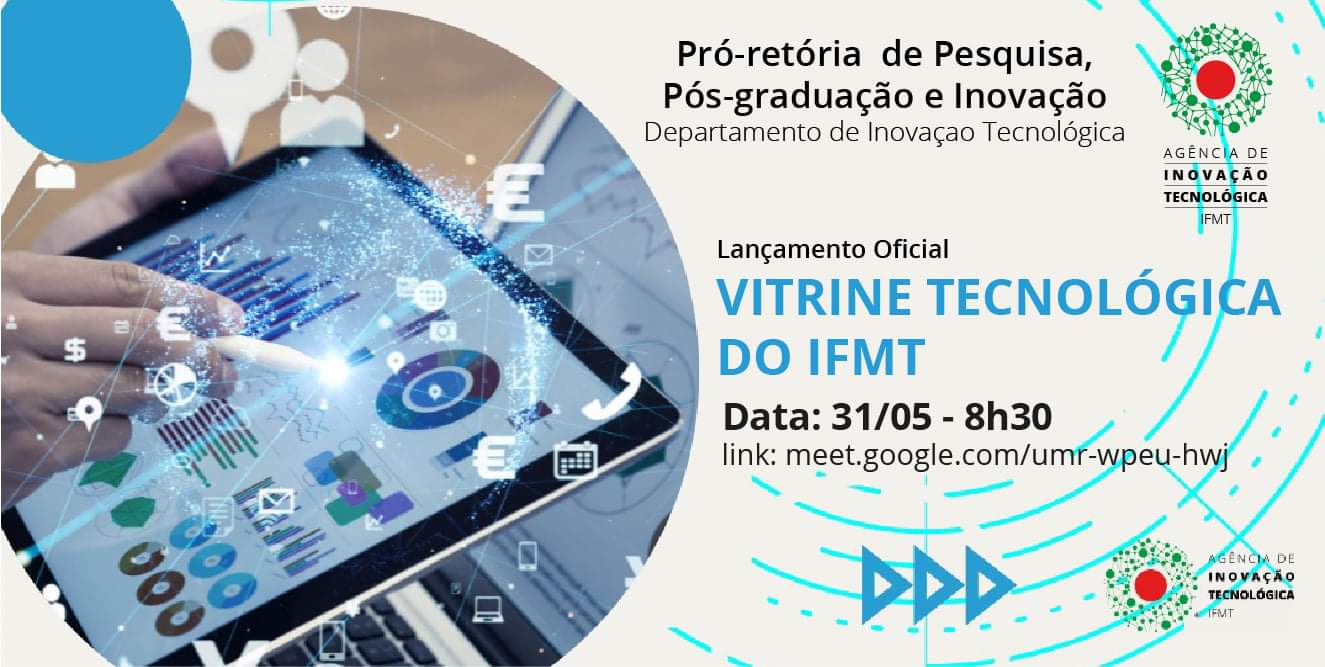 Pró-retória de Pesquisa,
Pós-graduação e Inovação
Departamento de Inovaçao Tecnológica
AGÊNCIA DE
INOVAÇÃO
TECNOLÓGICA
IFMT
Lançamento Oficial
VITRINE TECNOLÓGICA
DO IFMT
Data: 31/05 - 8h30
link: meet.google.com/umr-wpeu-hwj
AGÊNCIA DE
INOVAÇÃO
TECNOLÓGICA
IFMT